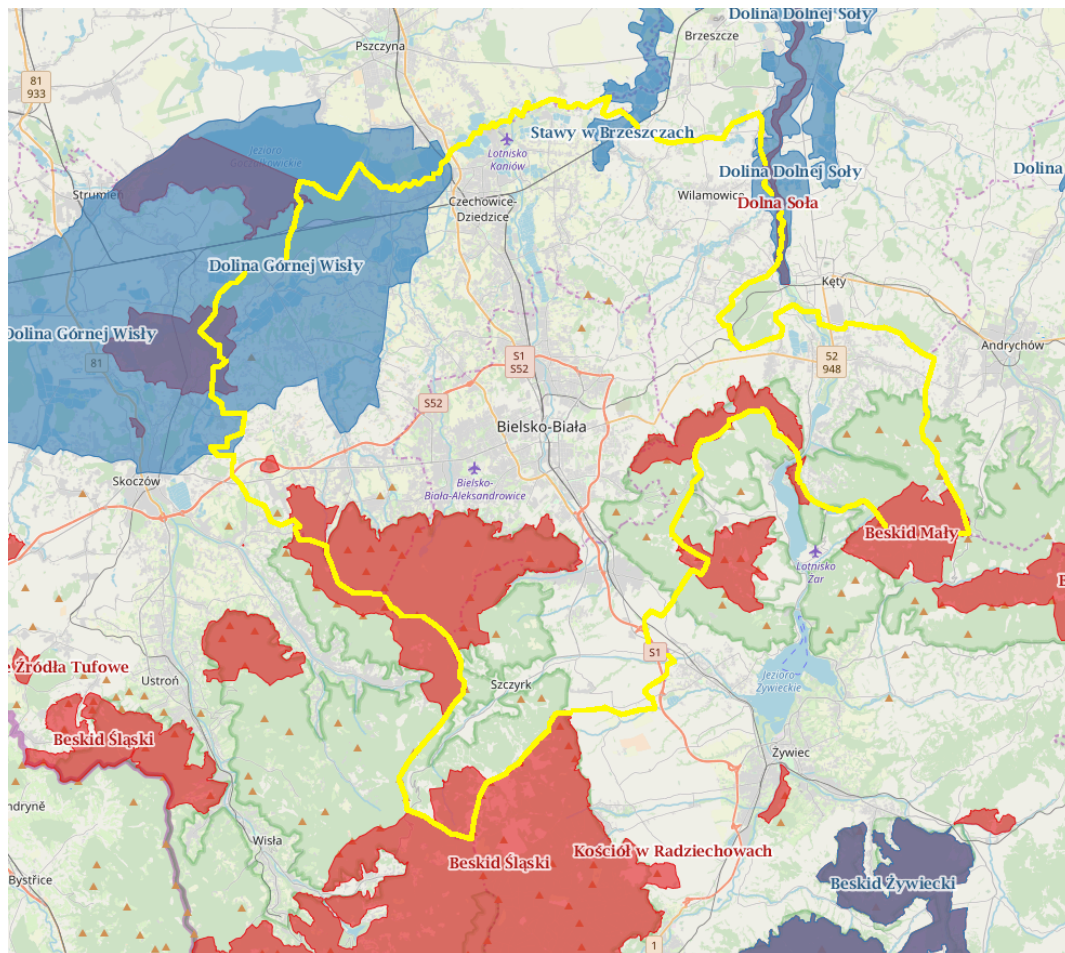 Dolina Dolnej Soły
Pszczyna
Brzeszcze
81
933
Stawy w Brzeszczach
Jezioro
Goczałkowickie
Lotnisko
Kaniów
Dolina Dolnej Soły
Dolina
Strumień
Wilamowice
Czechowice-
Dziedzice
Dolna Soła
Dolina Górnej Wisły
Kęty
Dolina Górnej Wisły
Andrychów
81
S1
S52
52
948
S52
Bielsko-Biała
Skoczów
Bielsko-
Biała-Aleksandrowice
Beskid Mały
Lotnisko
Żar
S1
e Źródła Tufowe
Ustroń
Szczyrk
Jezioro
Żywieckie
Beskid Śląski
Żywiec
ndryně
Wisła
Kościół w Radziechowach
Beskid Śląski
Bystřice
Beskid Żywiecki
1